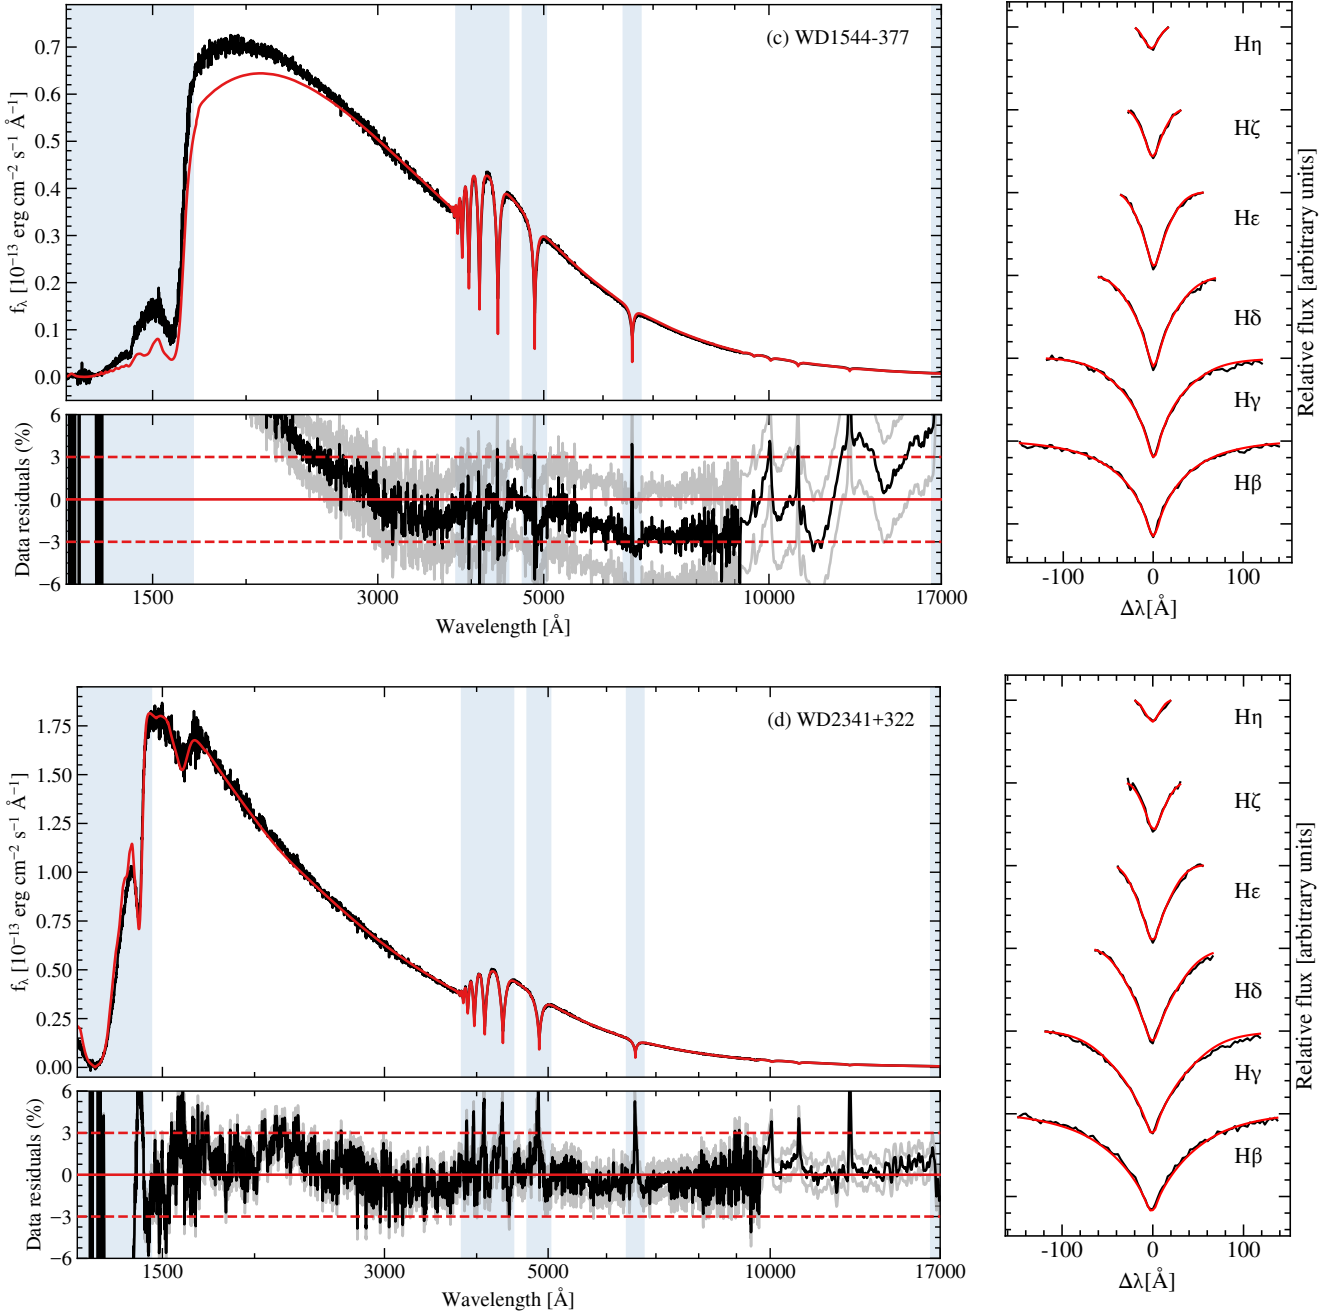 (c) WD1544-377
0.7
0.6
0.5
0.4
0.3
0.2
0.1
0.0
fλ [10⁻¹³ erg cm⁻² s⁻¹ Å⁻¹]
6
3
0
−3
−6
Data residuals (%)
1500
3000
5000
10000
17000
Wavelength [Å]
Hη
Hζ
Hε
Hδ
Hγ
Hβ
Relative flux [arbitrary units]
-100
0
100
Δλ[Å]
(d) WD2341+322
1.75
1.50
1.25
1.00
0.75
0.50
0.25
0.00
fλ [10⁻¹³ erg cm⁻² s⁻¹ Å⁻¹]
6
3
0
−3
−6
Data residuals (%)
1500
3000
5000
10000
17000
Wavelength [Å]
Hη
Hζ
Hε
Hδ
Hγ
Hβ
Relative flux [arbitrary units]
-100
0
100
Δλ[Å]